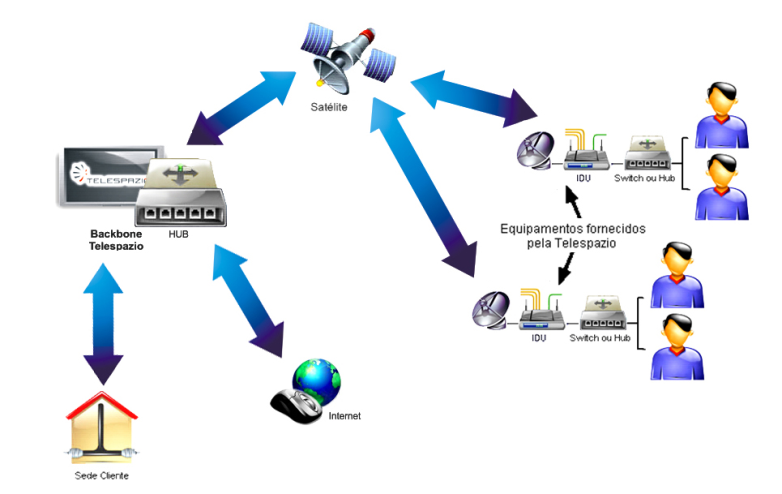 Satélite
TELESPAZIO
Backbone
Telespazio
HUB
IDU
Switch ou Hub
Equipamentos fornecidos
pela Telespazio
IDU
Switch ou Hub
Internet
Sede Cliente